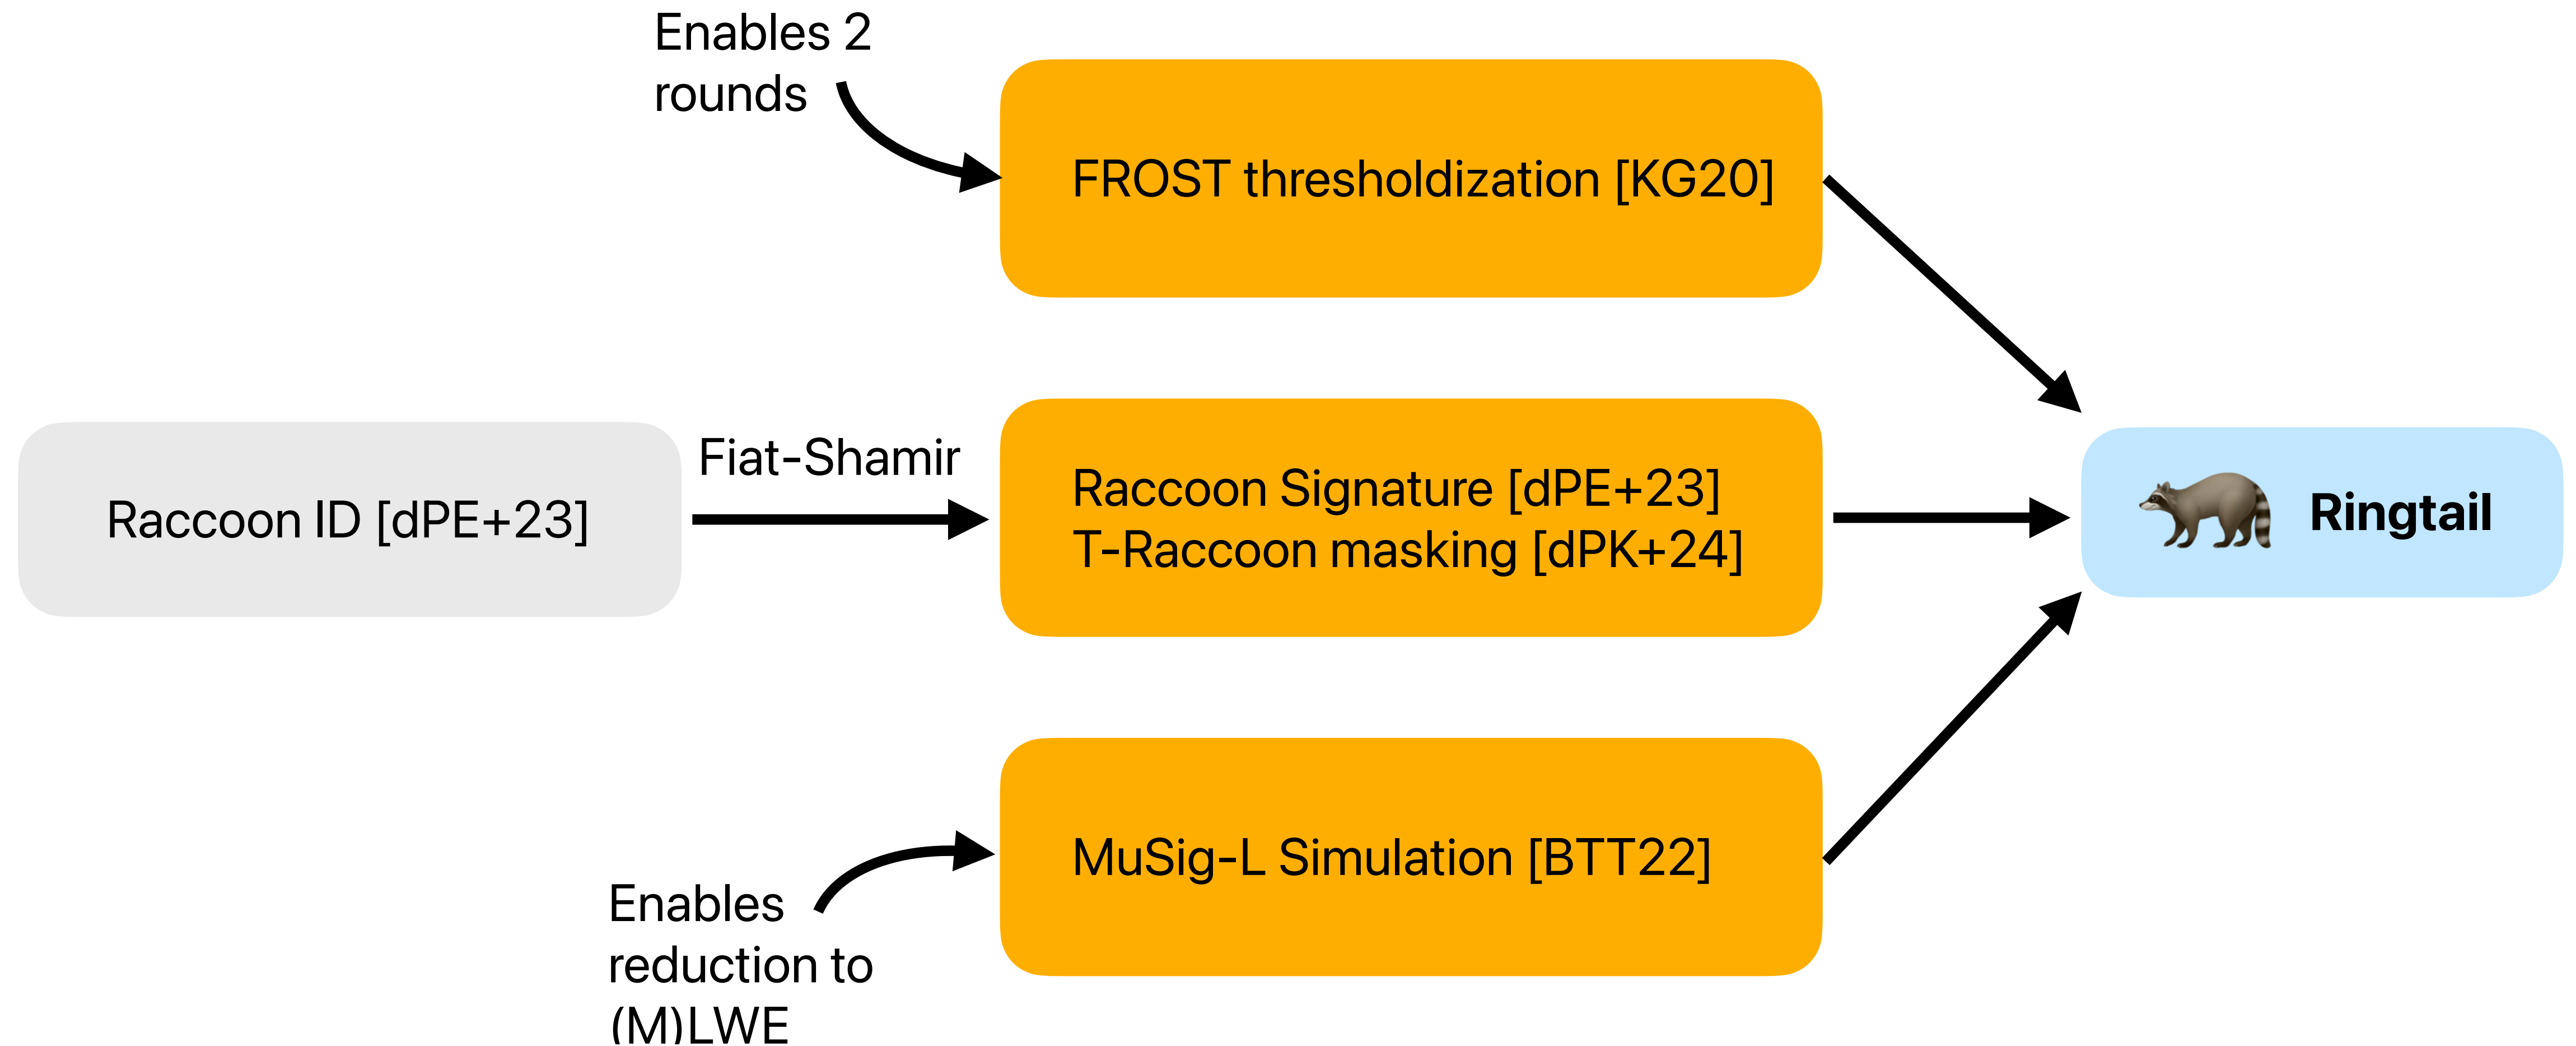 Enables 2
rounds
FROST thresholdization [KG20]
Raccoon ID [dPE+23]
Fiat-Shamir
Raccoon Signature [dPE+23]
T-Raccoon masking [dPK+24]
Ringtail
MuSig-L Simulation [BTT22]
Enables
reduction to
(M)LWE